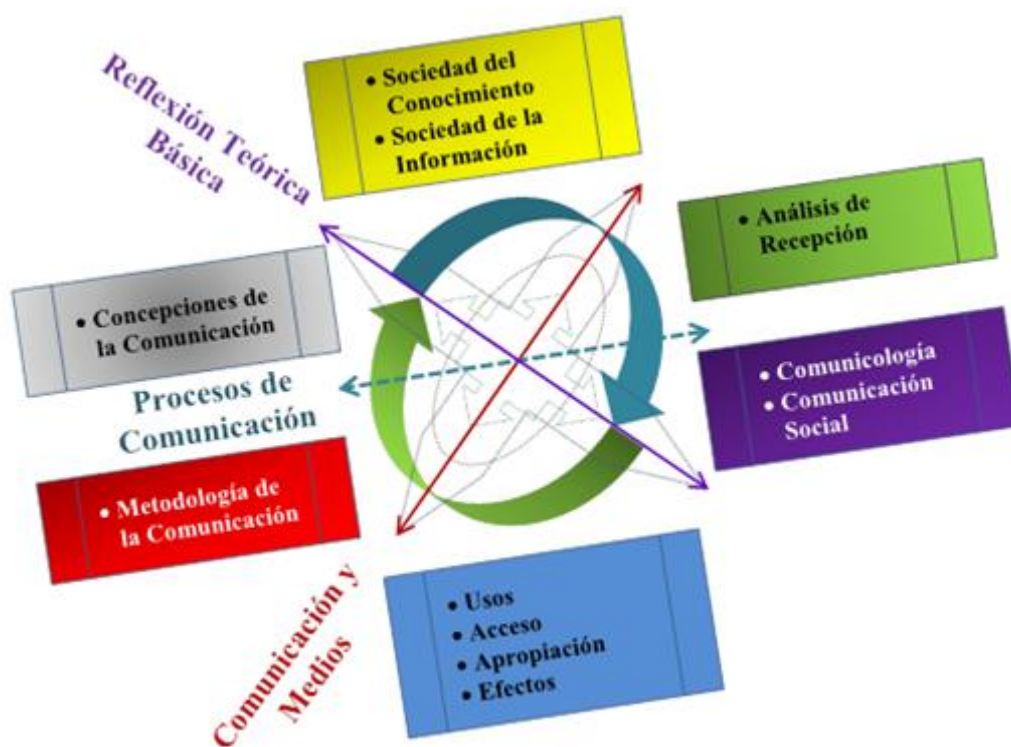 Reflexión Teórica
Básica
• Sociedad del
Conocimiento
• Sociedad de la
Información
• Análisis de
Recepción
• Concepciones de
la Comunicación
Procesos de
Comunicación
• Comunicología
• Comunicación
Social
• Metodología de
la Comunicación
Comunicación y
Medios
• Usos
• Acceso
• Apropiación
• Efectos